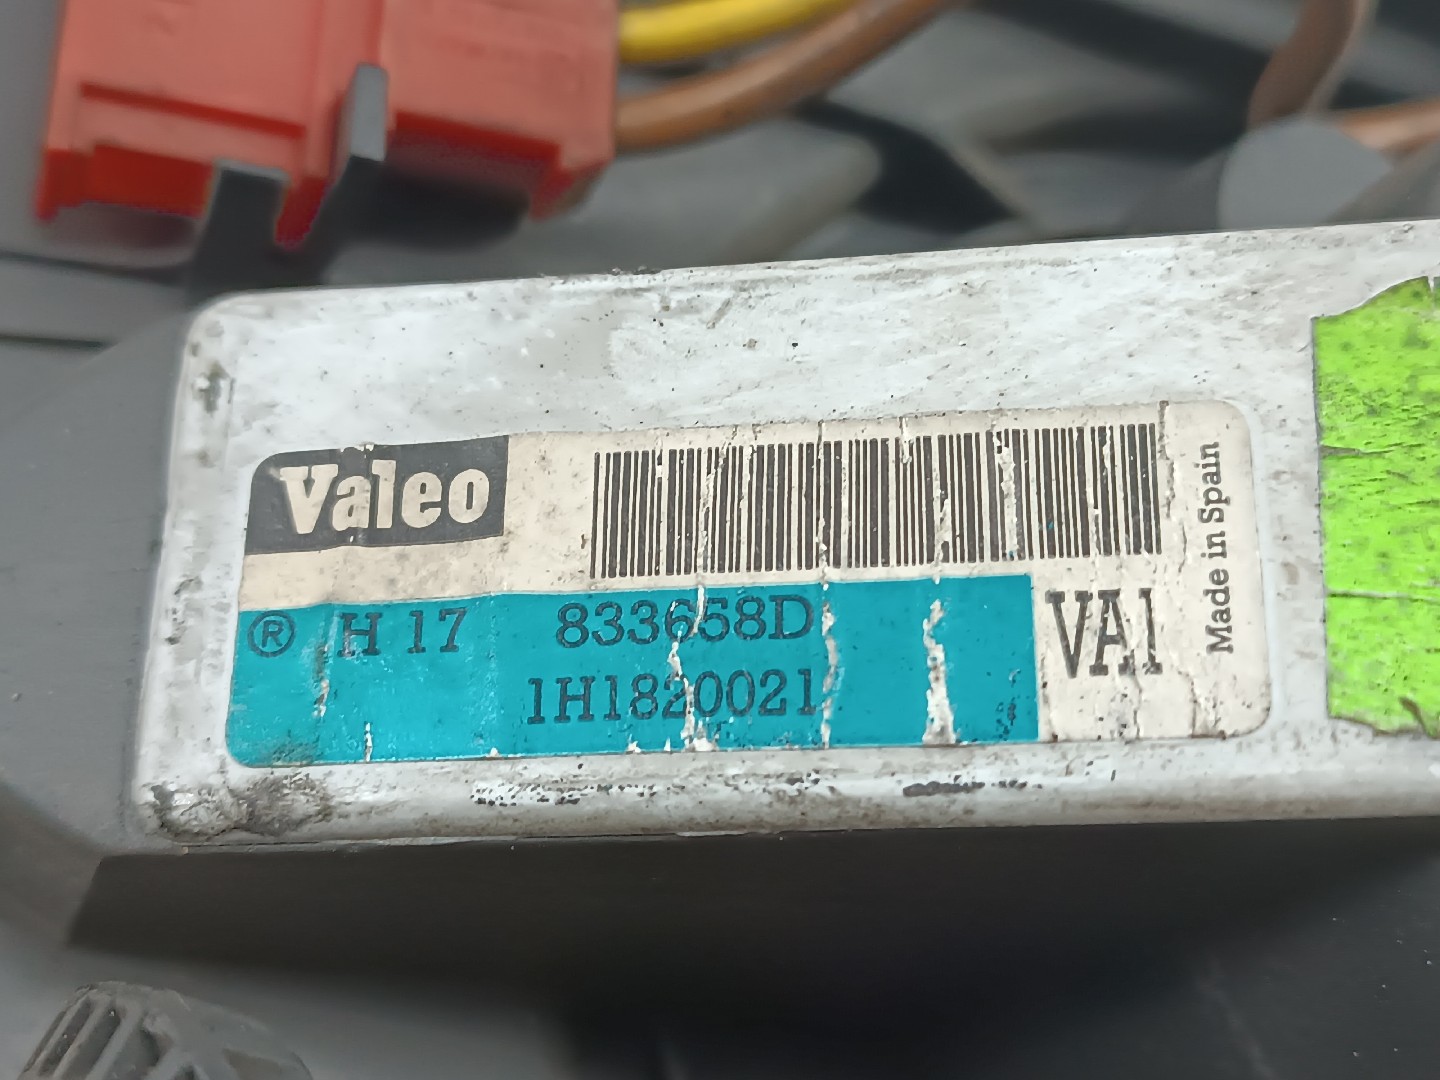 Valeo
® H 17 833658D
1H1820021
VA1
Made in Spain